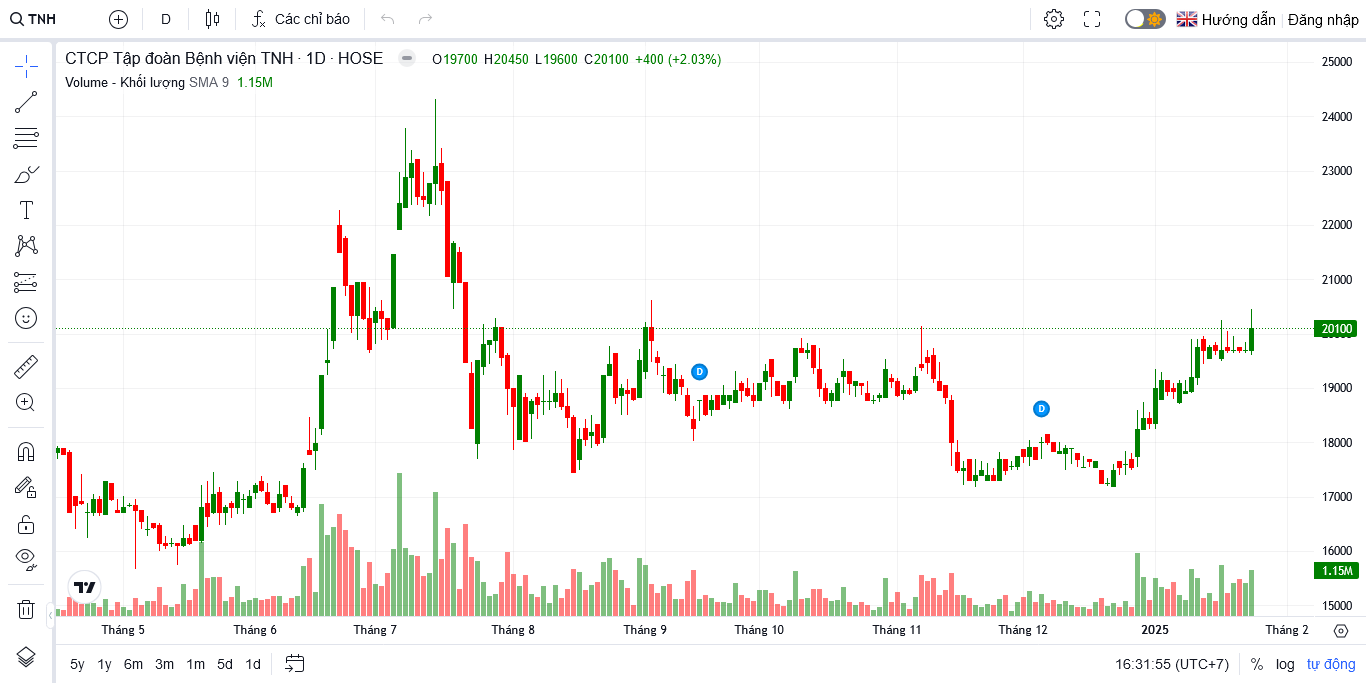 TNH D Các chỉ báo Hướng dẫn Đăng nhập
CTCP Tập đoàn Bệnh viện TNH · 1D · HOSE O19700 H20450 L19600 C20100 +400 (+2.03%)
Volume - Khối lượng SMA 9 1.15M
25000
24000
23000
22000
21000
20100
20000
19000
18000
17000
16000
1.15M
15000
D
D
Tháng 5 Tháng 6 Tháng 7 Tháng 8 Tháng 9 Tháng 10 Tháng 11 Tháng 12 2025 Tháng 2
5y 1y 6m 3m 1m 5d 1d 16:31:55 (UTC+7) % log tự động